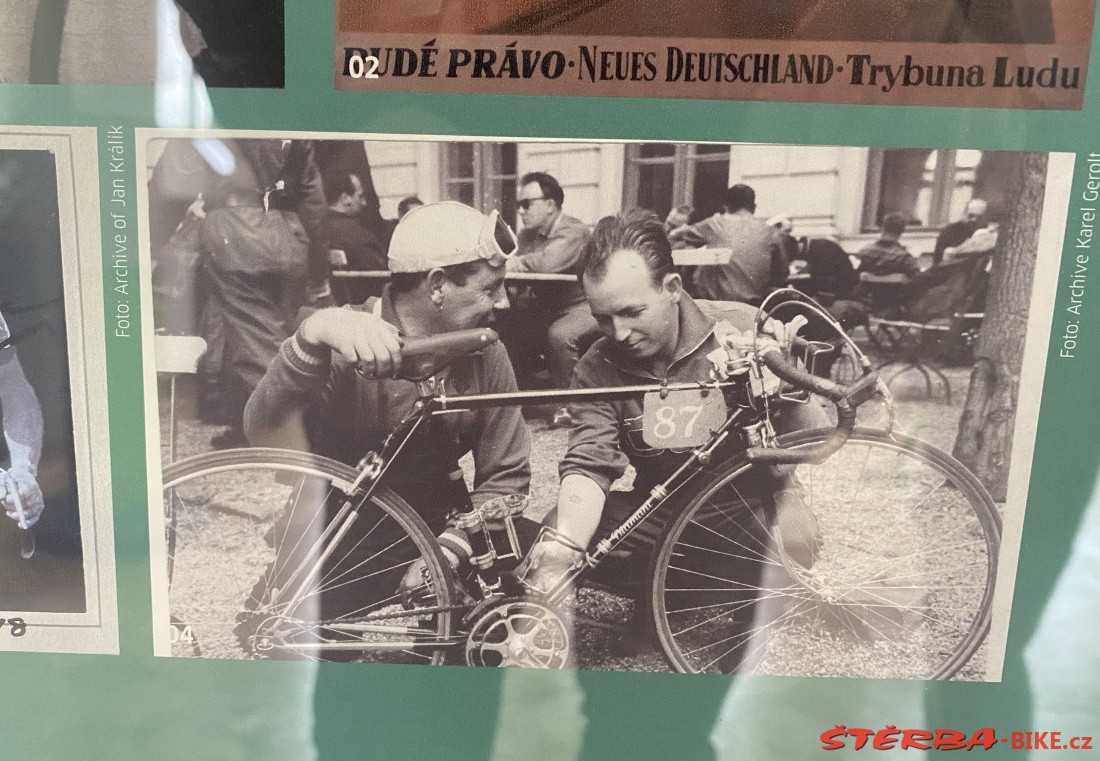 02
RUDÉ PRÁVO·NEUES DEUTSCHLAND·Trybuna Ludu
Foto: Archive of Jan Králík
Foto: Archive Karel Gerolt
87
Diamant
04
78
ŠTĚRBA-BIKE.cz